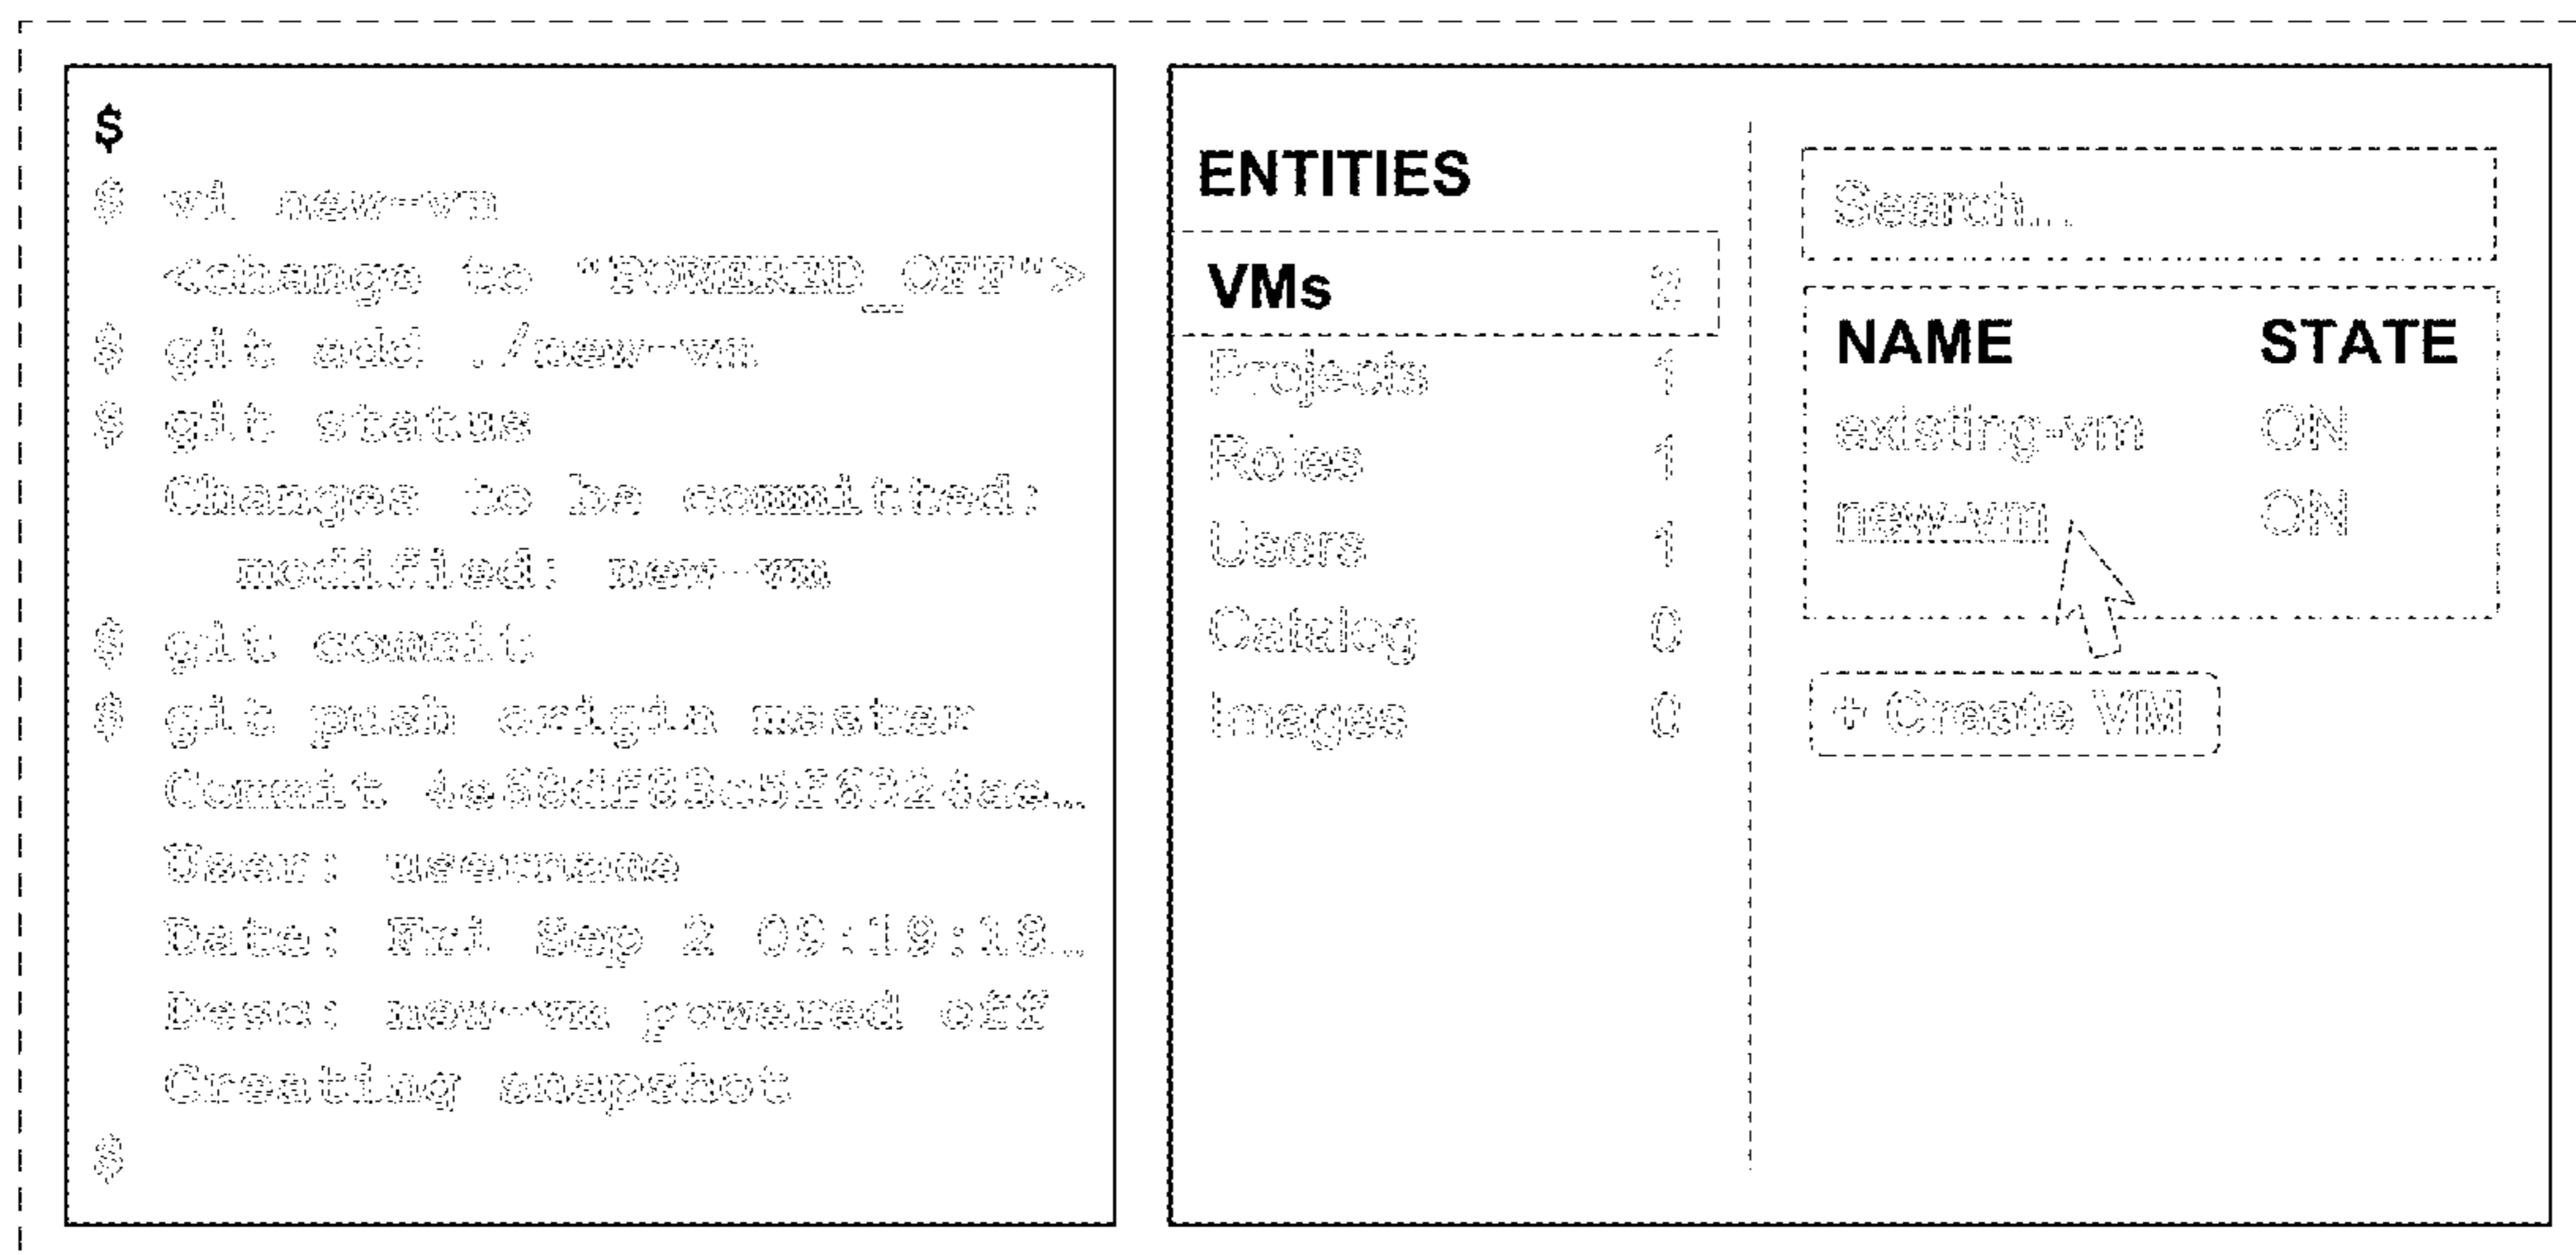 $
$ vi new-vm
<change to "POWERED_OFF">
$ git add ./new-vm
$ git status
Changes to be committed:
modified: new-vm
$ git commit
$ git push origin master
Commit
User: username
Date: Fri Sep 2 09:19:18…
Desc: new-vm powered off
Creating snapshot
$
ENTITIES
VMs 2
Projects 1
Roles 1
Users 1
Catalog 0
Images 0
Search...
NAME STATE
existing-vm ON
new-vm ON
+ Create VM